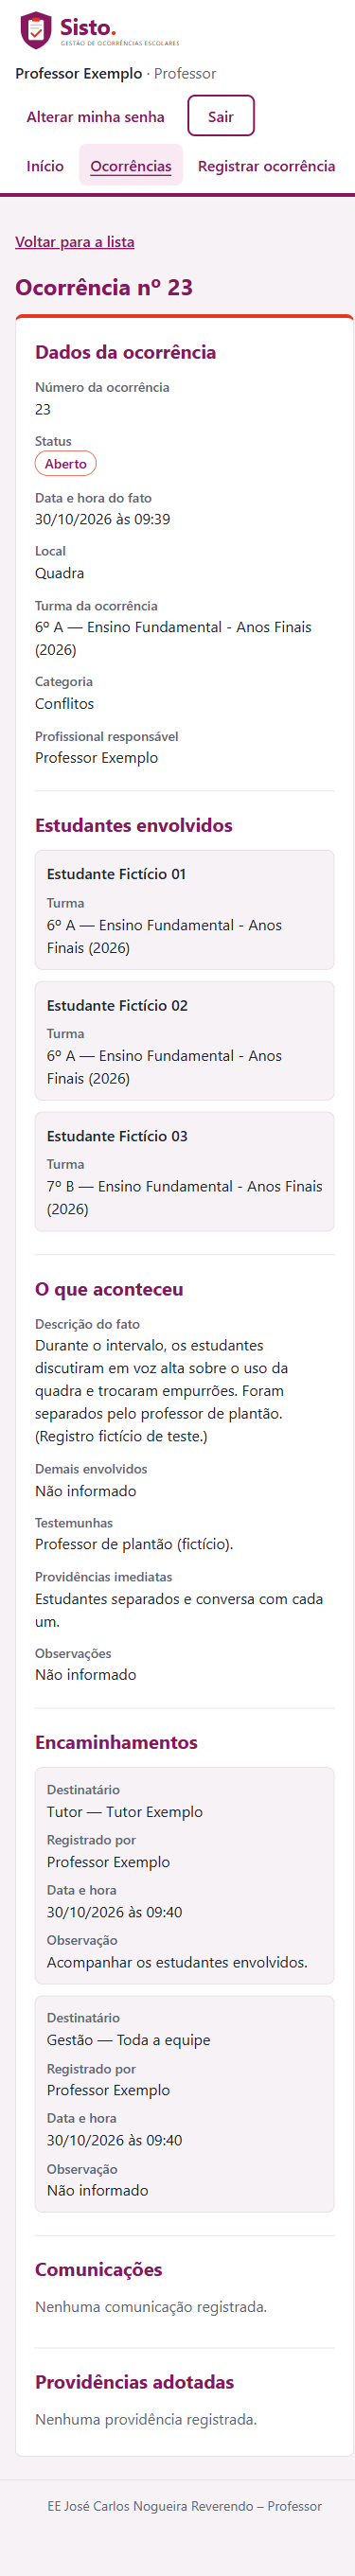 Sisto.
GESTÃO DE OCORRÊNCIAS ESCOLARES
Professor Exemplo · Professor
Alterar minha senha
Sair
Início
Ocorrências
Registrar ocorrência
Voltar para a lista
Ocorrência nº 23
Dados da ocorrência
Número da ocorrência
23
Status
Aberto
Data e hora do fato
30/10/2026 às 09:39
Local
Quadra
Turma da ocorrência
6º A — Ensino Fundamental - Anos Finais
(2026)
Categoria
Conflitos
Profissional responsável
Professor Exemplo
Estudantes envolvidos
Estudante Fictício 01
Turma
6º A — Ensino Fundamental - Anos
Finais (2026)
Estudante Fictício 02
Turma
6º A — Ensino Fundamental - Anos
Finais (2026)
Estudante Fictício 03
Turma
7º B — Ensino Fundamental - Anos Finais
(2026)
O que aconteceu
Descrição do fato
Durante o intervalo, os estudantes
discutiram em voz alta sobre o uso da
quadra e trocaram empurrões. Foram
separados pelo professor de plantão.
(Registro fictício de teste.)
Demais envolvidos
Não informado
Testemunhas
Professor de plantão (fictício).
Providências imediatas
Estudantes separados e conversa com cada
um.
Observações
Não informado
Encaminhamentos
Destinatário
Tutor — Tutor Exemplo
Registrado por
Professor Exemplo
Data e hora
30/10/2026 às 09:40
Observação
Acompanhar os estudantes envolvidos.
Destinatário
Gestão — Toda a equipe
Registrado por
Professor Exemplo
Data e hora
30/10/2026 às 09:40
Observação
Não informado
Comunicações
Nenhuma comunicação registrada.
Providências adotadas
Nenhuma providência registrada.
EE José Carlos Nogueira Reverendo – Professor